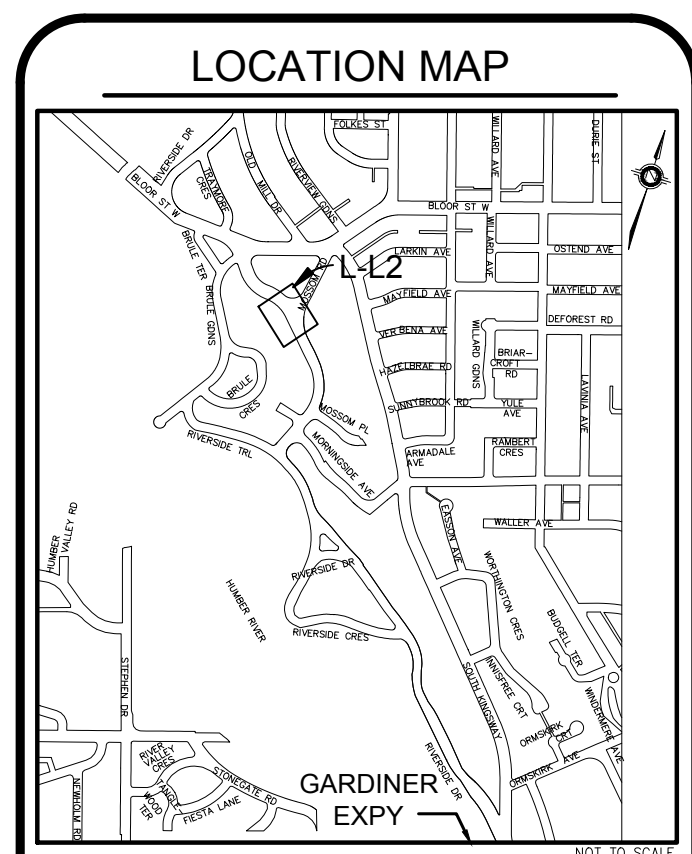 LOCATION MAP
FOLKES ST
WILLARD AVE
DURIE ST
RIVERSIDE DR
TRAYMORE
CRES
OLD MILL DR
RIVERVIEW GDNS
BLOOR ST W
BLOOR ST W
BRULE TER
BRULE GDNS
LARKIN AVE
WILLARD AVE
OSTEND AVE
L-L2
MOSSOM RD
MAYFIELD AVE
MAYFIELD AVE
DEFOREST RD
VERBENA AVE
WILLARD GDNS
BRIAR-
CROFT
RD
HAZELBRAE RD
LAVINIA AVE
BRULE
CRES
SUNNYBROOK RD
YULE
AVE
MOSSOM PL
RIVERSIDE TRL
MORNINGSIDE AVE
RAMBERT
CRES
ARMADALE
AVE
EASSON AVE
WALLER AVE
HUMBER
VALLEY RD
RIVERSIDE DR
HUMBER
RIVER
WORTHINGTON CRES
BUDGELL TER
RIVERSIDE CRES
STEPHEN DR
SOUTH KINGSWAY
INNISFREE CRT
WINDERMERE AVE
ORMSKIRK
CRT
RIVER
VALLEY
CRES
STONEGATE RD
RIVERSIDE DR
ORMSKIRK AVE
NEWHOLM RD
WOOD
TER
TANGLE
FIESTA LANE
GARDINER
EXPY
NOT TO SCALE